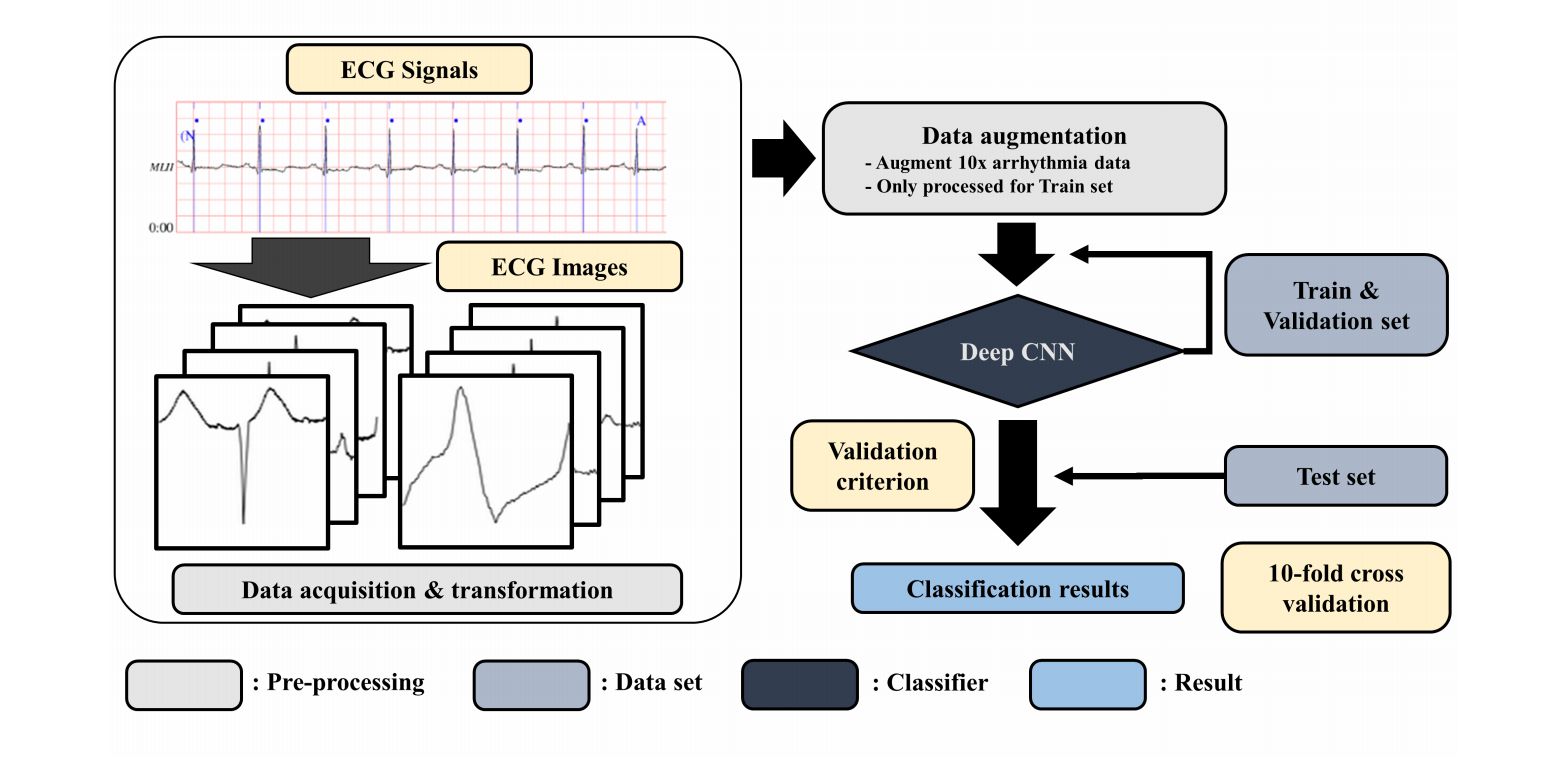 ECG Signals
(N
A
MLII
0:00
ECG Images
Data acquisition & transformation
Data augmentation
- Augment 10x arrhythmia data
- Only processed for Train set
Deep CNN
Train &
Validation set
Validation
criterion
Test set
Classification results
10-fold cross
validation
: Pre-processing
: Data set
: Classifier
: Result